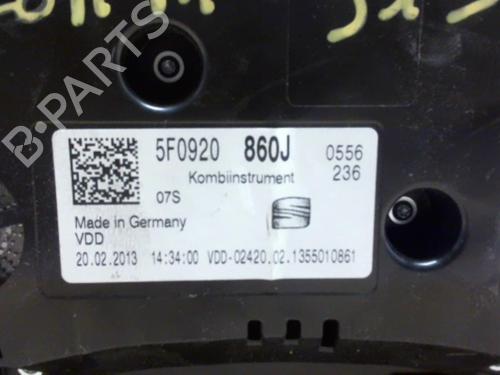 5F0920 860J 0556
Kombiinstrument 236
07S
Made in Germany
VDD
20.02.2013 14:34:00 VDD-02420.02.1355010861
B-PARTS